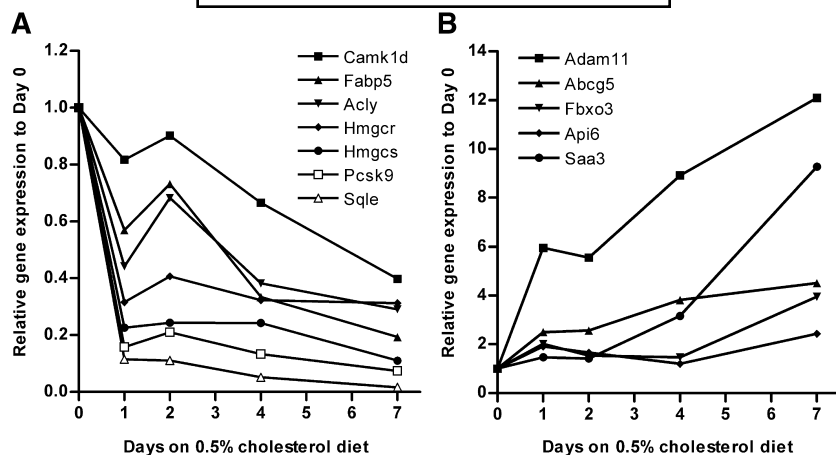 A
Relative gene expression to Day 0
1.2
1.0
0.8
0.6
0.4
0.2
0.0
0 1 2 3 4 5 6 7
Days on 0.5% cholesterol diet
Camk1d
Fabp5
Acly
Hmgcr
Hmgcs
Pcsk9
Sqle
B
Relative gene expression to Day 0
14
12
10
8
6
4
2
0
0 1 2 3 4 5 6 7
Days on 0.5% cholesterol diet
Adam11
Abcg5
Fbxo3
Api6
Saa3